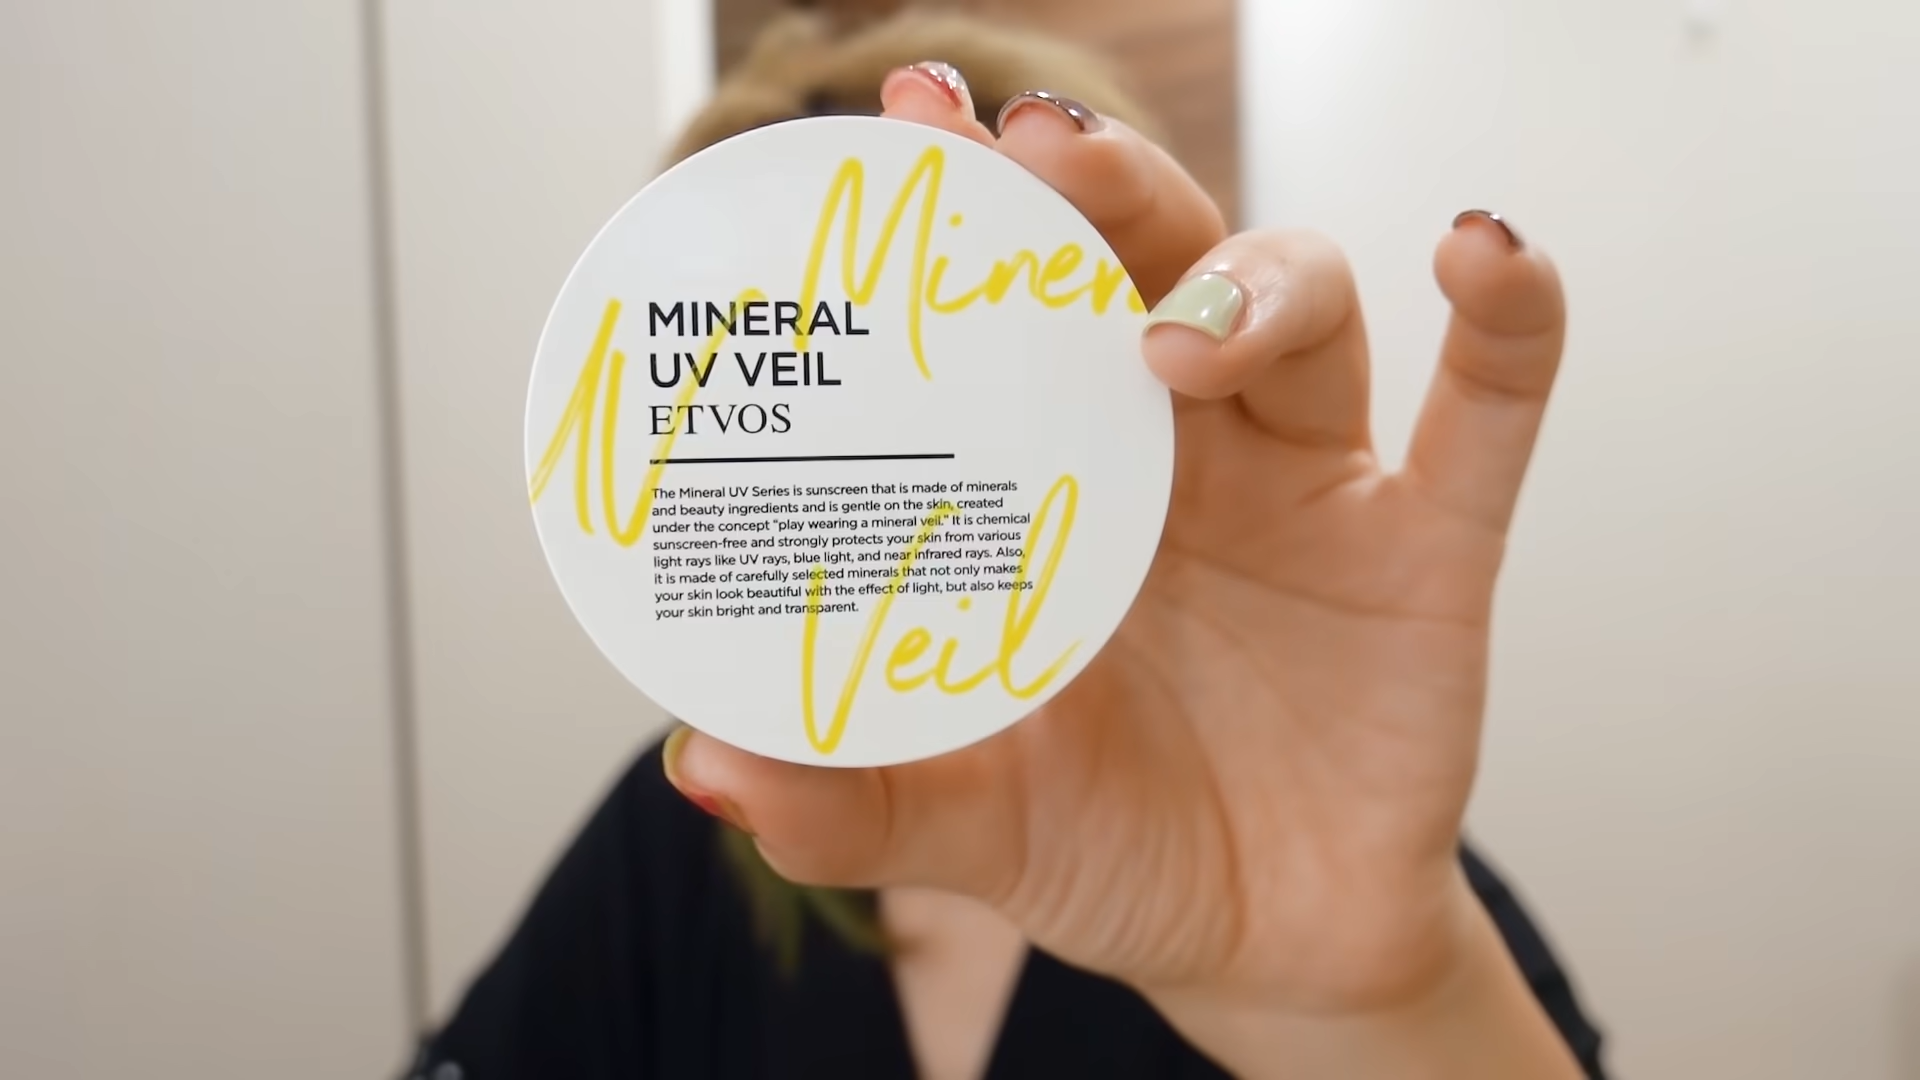 Miner
UV
MINERAL
UV VEIL
ETVOS
The Mineral UV Series is sunscreen that is made of minerals
and beauty ingredients and is gentle on the skin, created
under the concept “play wearing a mineral veil.” It is chemical
sunscreen-free and strongly protects your skin from various
light rays like UV rays, blue light, and near infrared rays. Also,
it is made of carefully selected minerals that not only makes
your skin look beautiful with the effect of light, but also keeps
your skin bright and transparent.
Veil